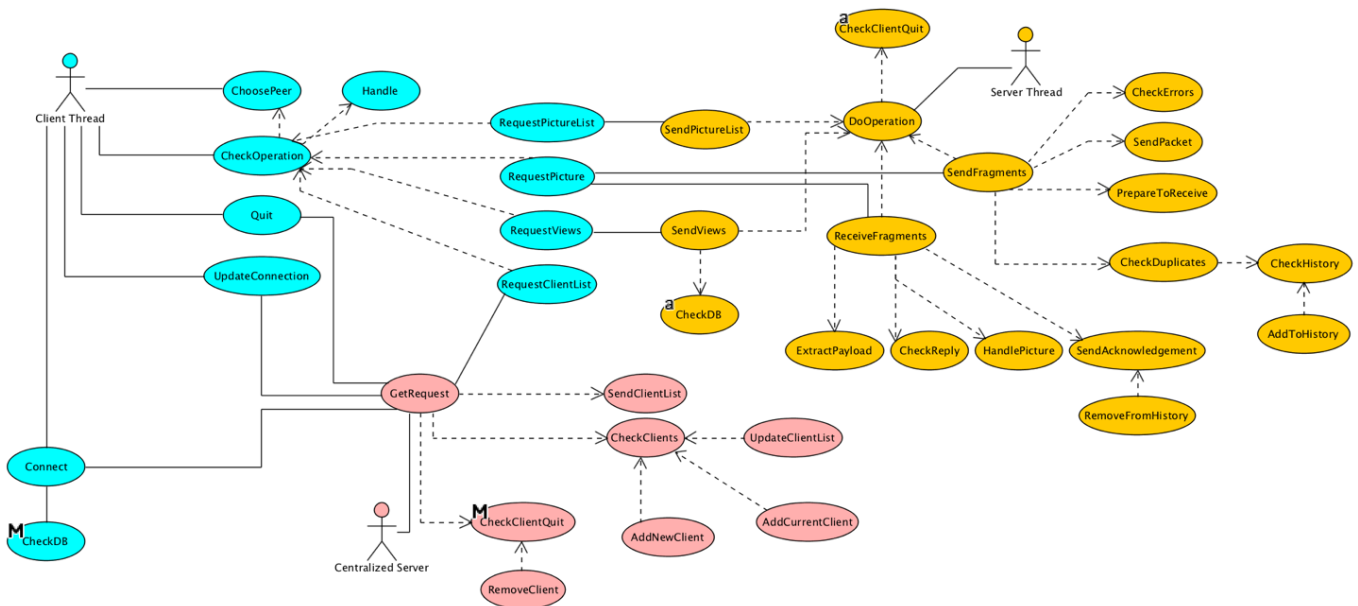 a
CheckClientQuit
Client Thread
ChoosePeer
Handle
Server Thread
CheckErrors
RequestPictureList
SendPictureList
DoOperation
SendPacket
CheckOperation
RequestPicture
SendFragments
PrepareToReceive
Quit
RequestViews
SendViews
ReceiveFragments
UpdateConnection
RequestClientList
CheckDuplicates
CheckHistory
a
CheckDB
AddToHistory
ExtractPayload
CheckReply
HandlePicture
SendAcknowledgement
GetRequest
SendClientList
RemoveFromHistory
CheckClients
UpdateClientList
Connect
M
CheckDB
M
CheckClientQuit
AddCurrentClient
AddNewClient
Centralized Server
RemoveClient